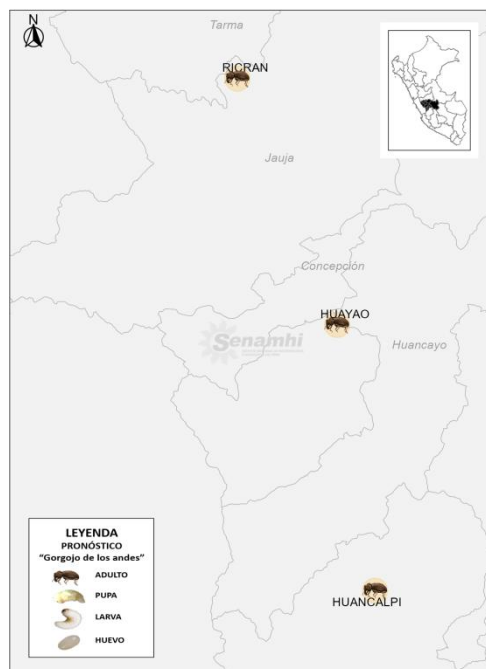 N
Tarma
RICRAN
Jauja
Concepción
HUAYAO
Senamhi
Huancayo
HUANCALPI
LEYENDA
PRONÓSTICO
"Gorgojo de los andes"
ADULTO
PUPA
LARVA
HUEVO